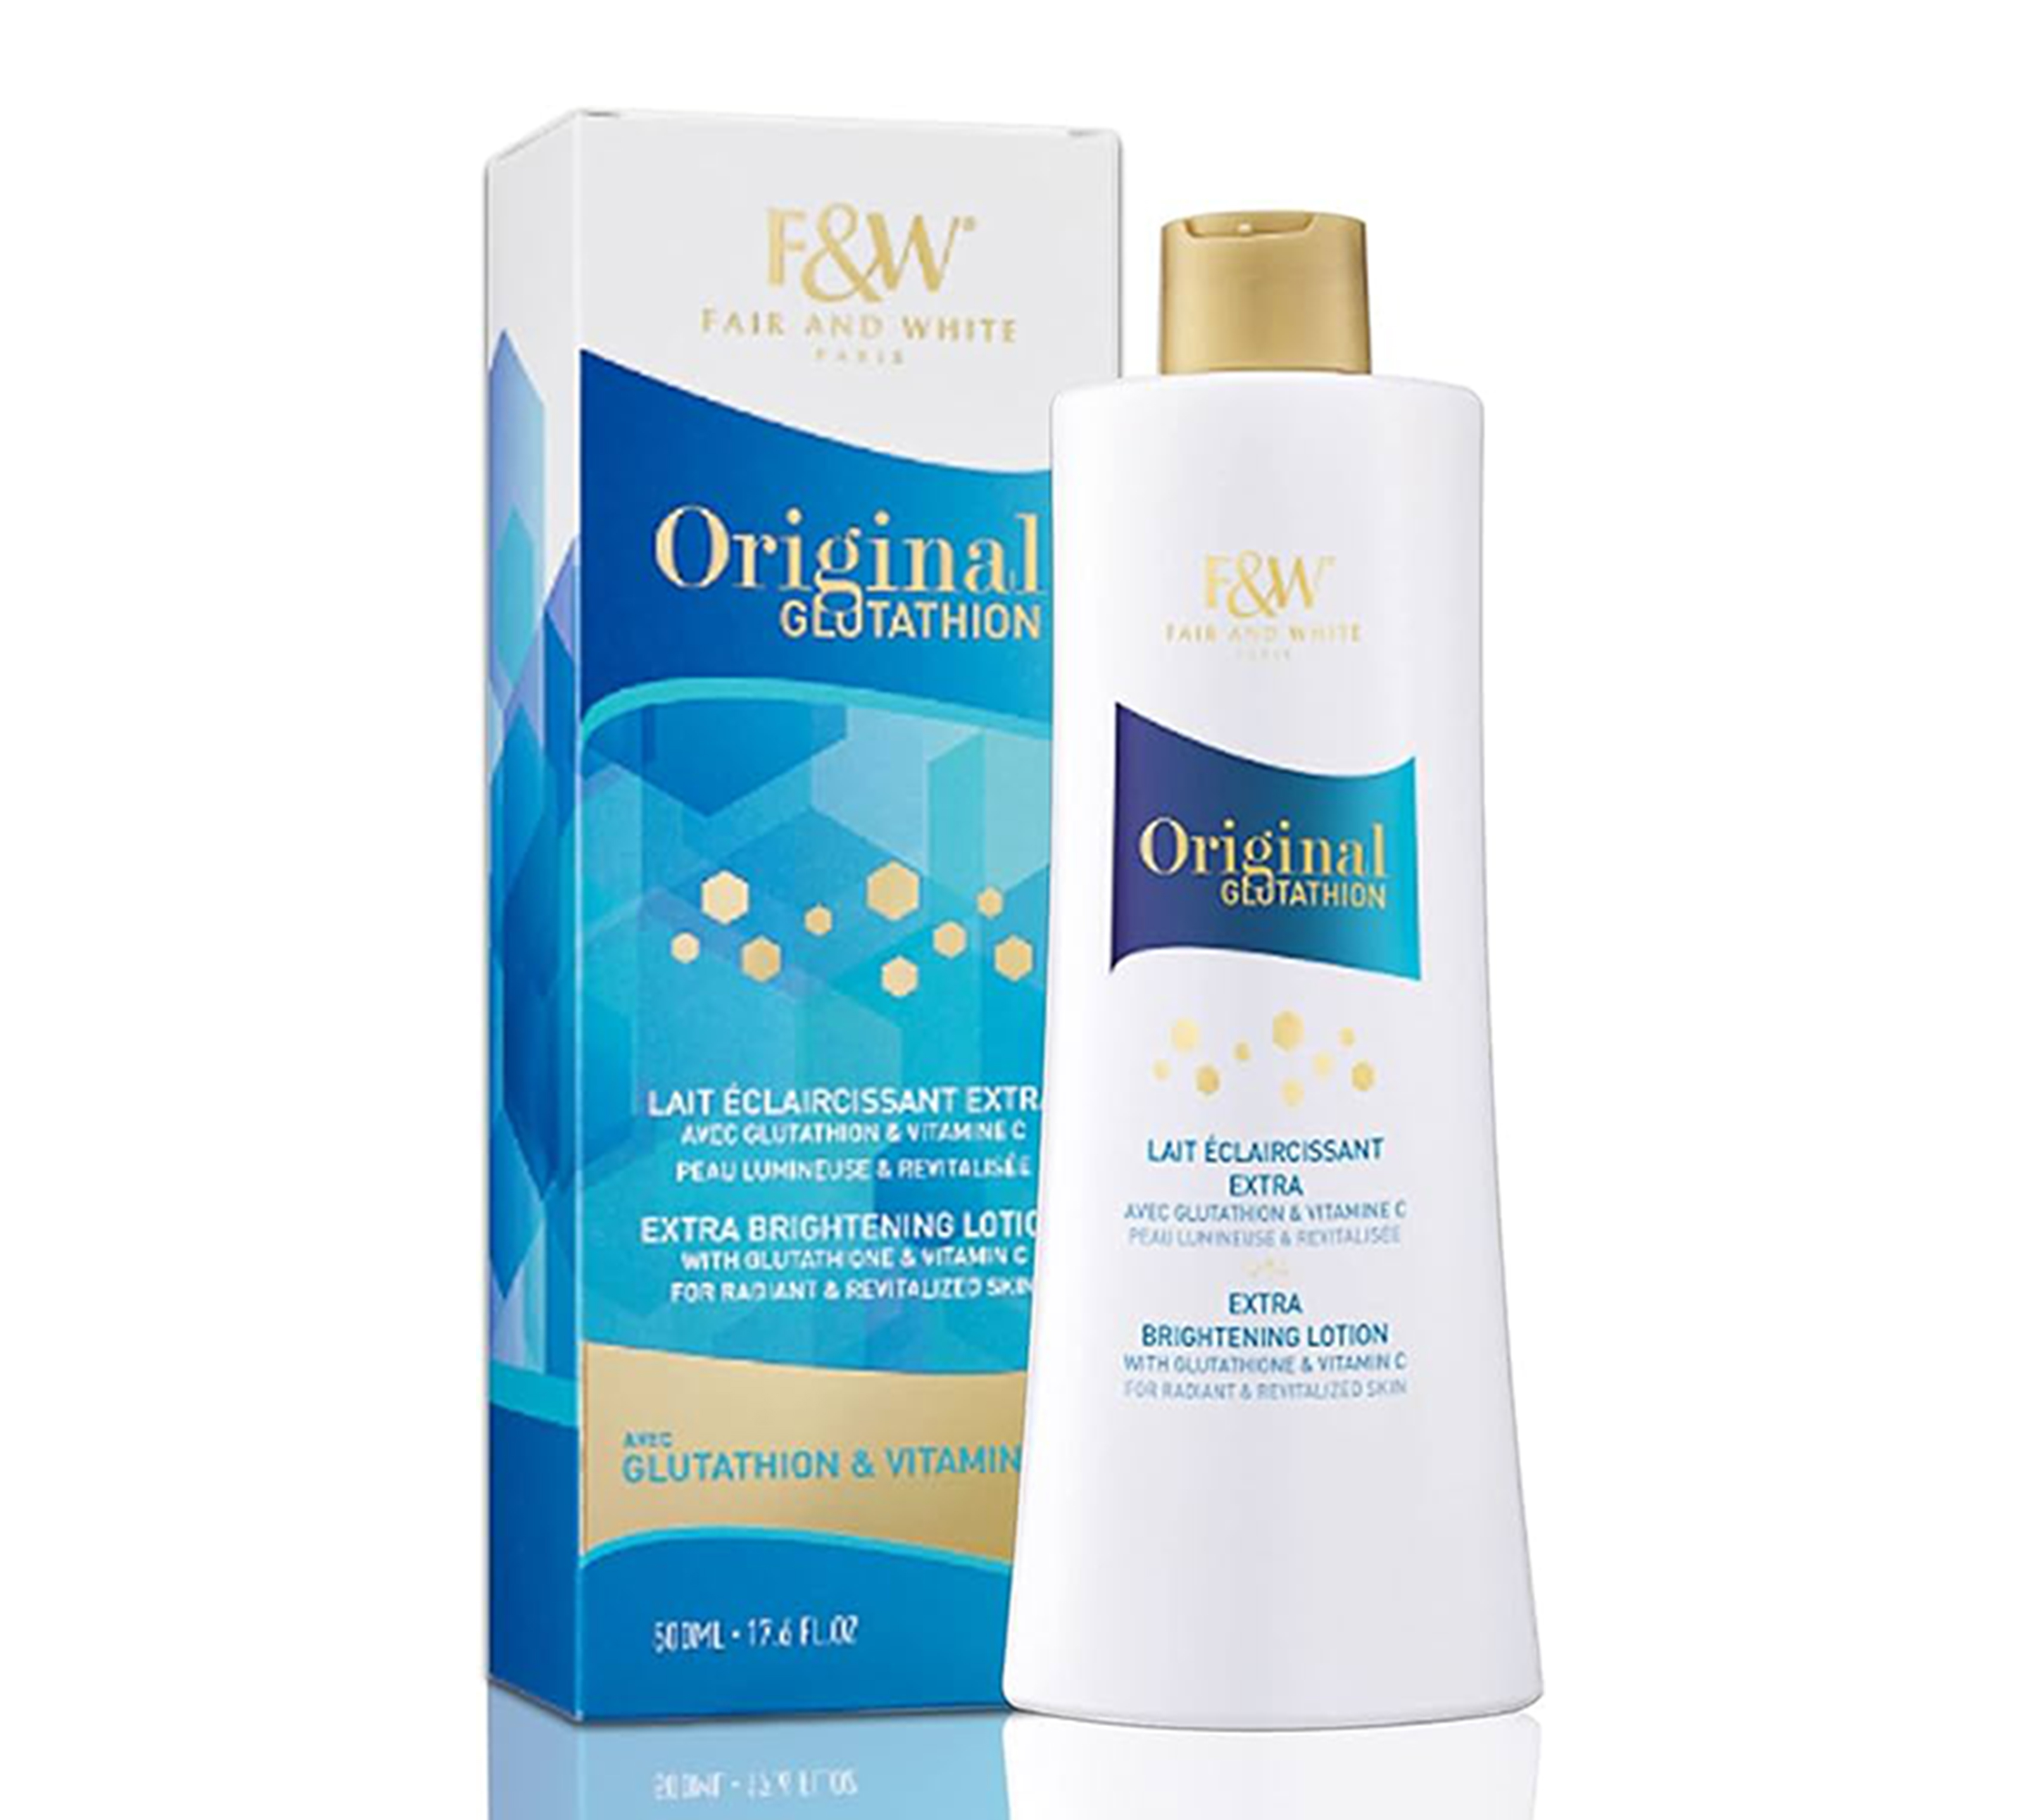 F&W®
FAIR AND WHITE
PARIS
Original
GLUTATHION
LAIT ÉCLAIRCISSANT EXTR
AVEC GLUTATHION & VITAMINE C
PEAU LUMINEUSE & REVITALISÉE
EXTRA BRIGHTENING LOTIO
WITH GLUTATHIONE & VITAMIN C
FOR RADIANT & REVITALIZED SKIN
AVEC
GLUTATHION & VITAMIN
500ML • 17.6 FL.OZ
F&W
FAIR AND WHITE
PARIS
Original
GLUTATHION
LAIT ÉCLAIRCISSANT
EXTRA
AVEC GLUTATHION & VITAMINE C
PEAU LUMINEUSE & REVITALISÉE
EXTRA
BRIGHTENING LOTION
WITH GLUTATHIONE & VITAMIN C
FOR RADIANT & REVITALIZED SKIN